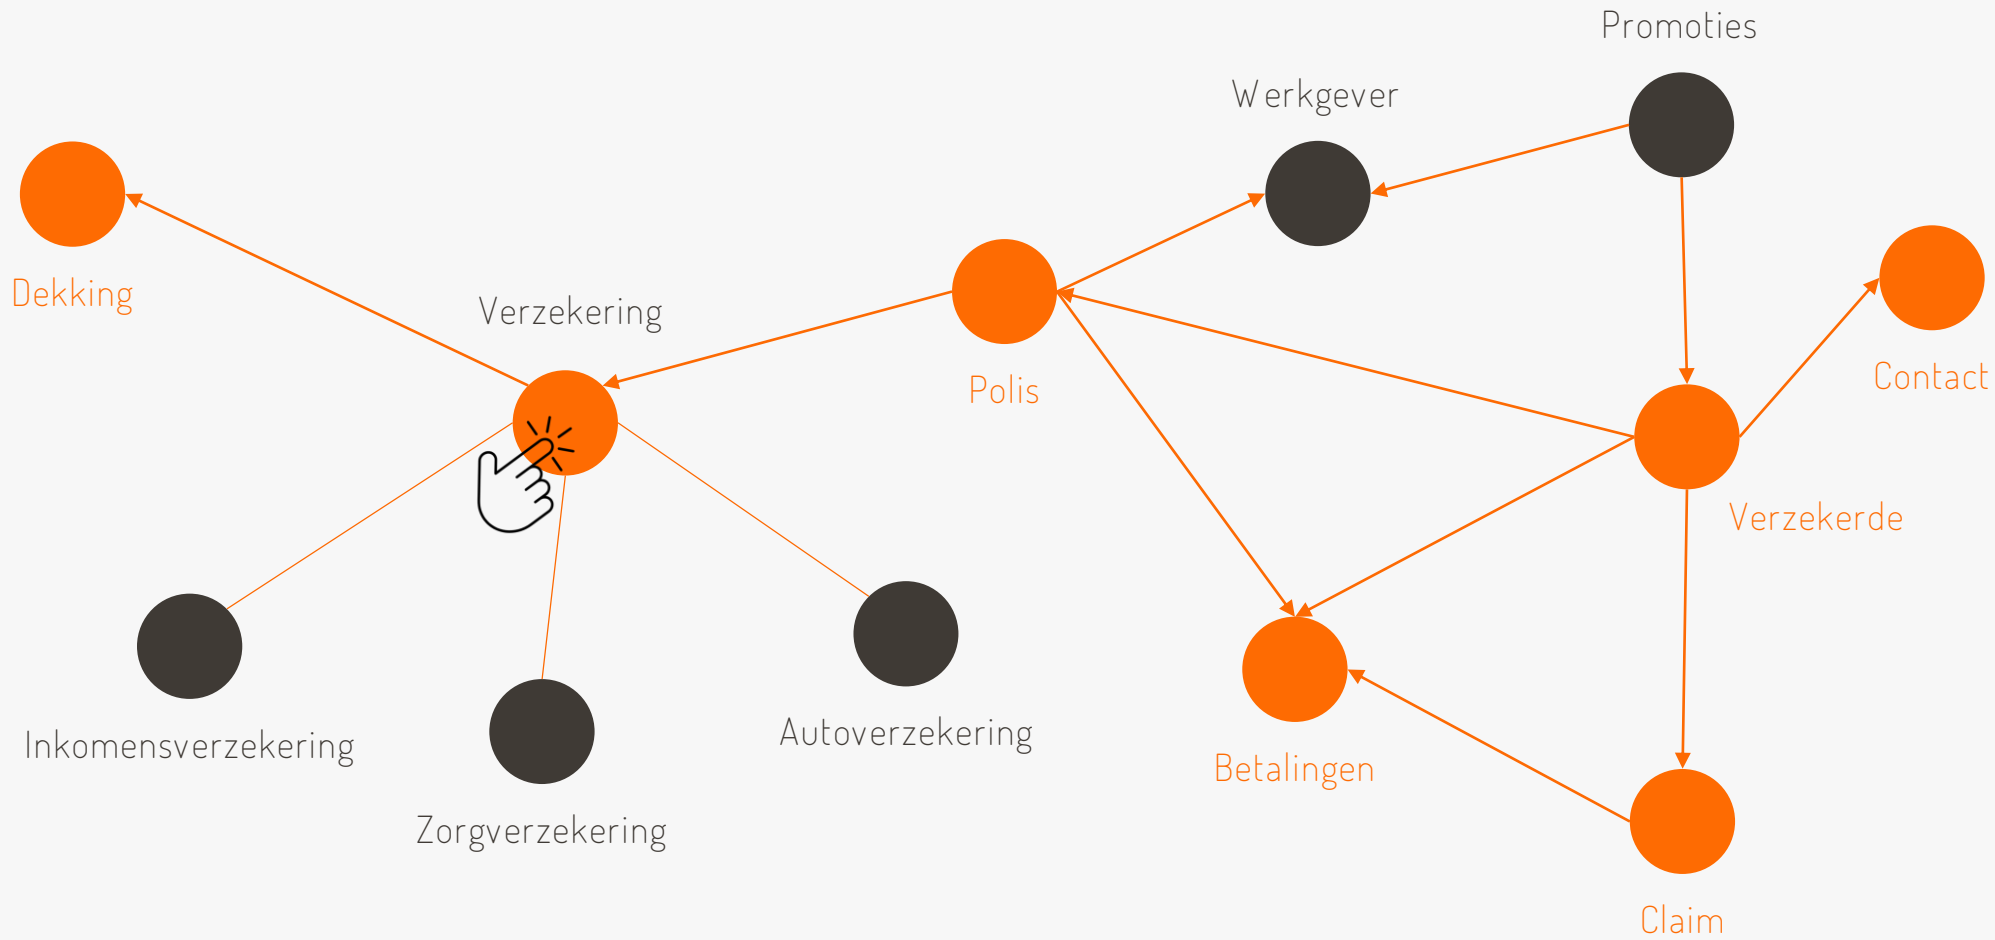 Promoties
Werkgever
Dekking
Verzekering
Polis
Contact
Verzekerde
Inkomensverzekering
Autoverzekering
Betalingen
Zorgverzekering
Claim